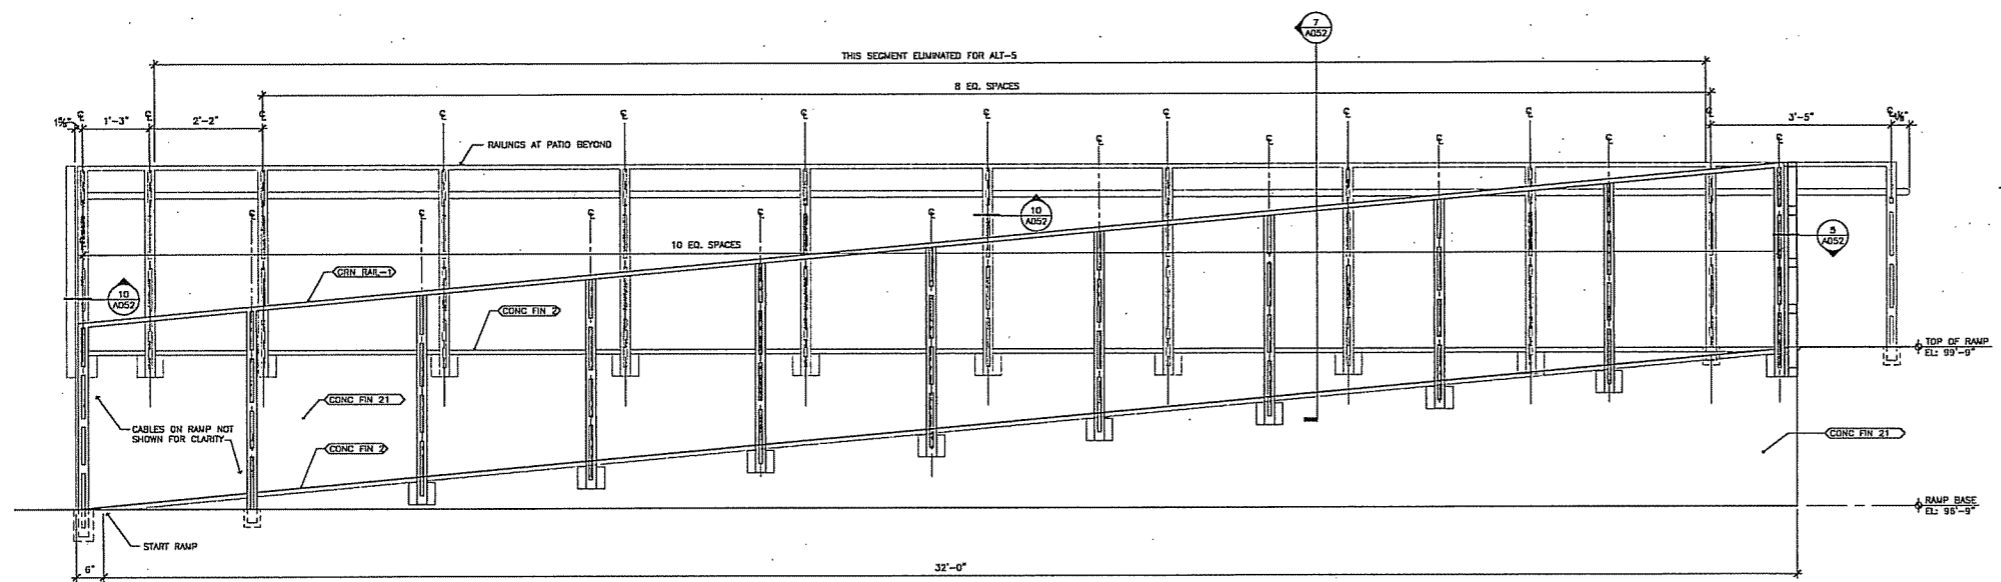 7
A052
THIS SEGMENT ELIMINATED FOR ALT-5
8 EQ. SPACES
1'-3"
2'-2"
3'-5"
RAILINGS AT PATIO BEYOND
10
A052
10 EQ. SPACES
5
A052
CRN RAIL-1
10
A052
CONC FIN 2
TOP OF RAMP
EL: 99'-9"
CONC FIN 21
CABLES ON RAMP NOT
SHOWN FOR CLARITY
CONC FIN 21
CONC FIN 2
RAMP BASE
EL: 96'-9"
START RAMP
6"
32'-0"